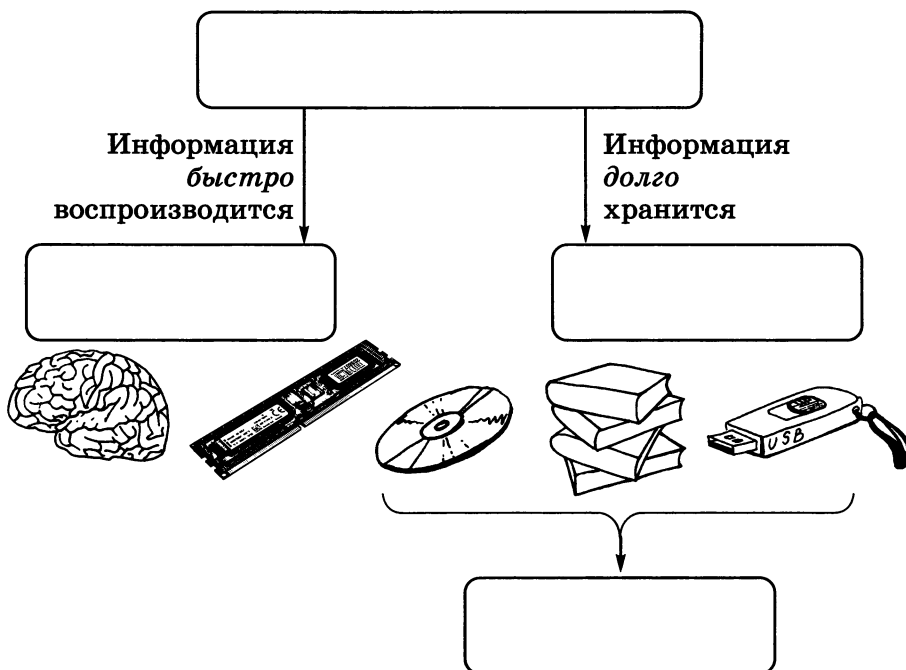 Информация
быстро
воспроизводится
Информация
долго
хранится
USB